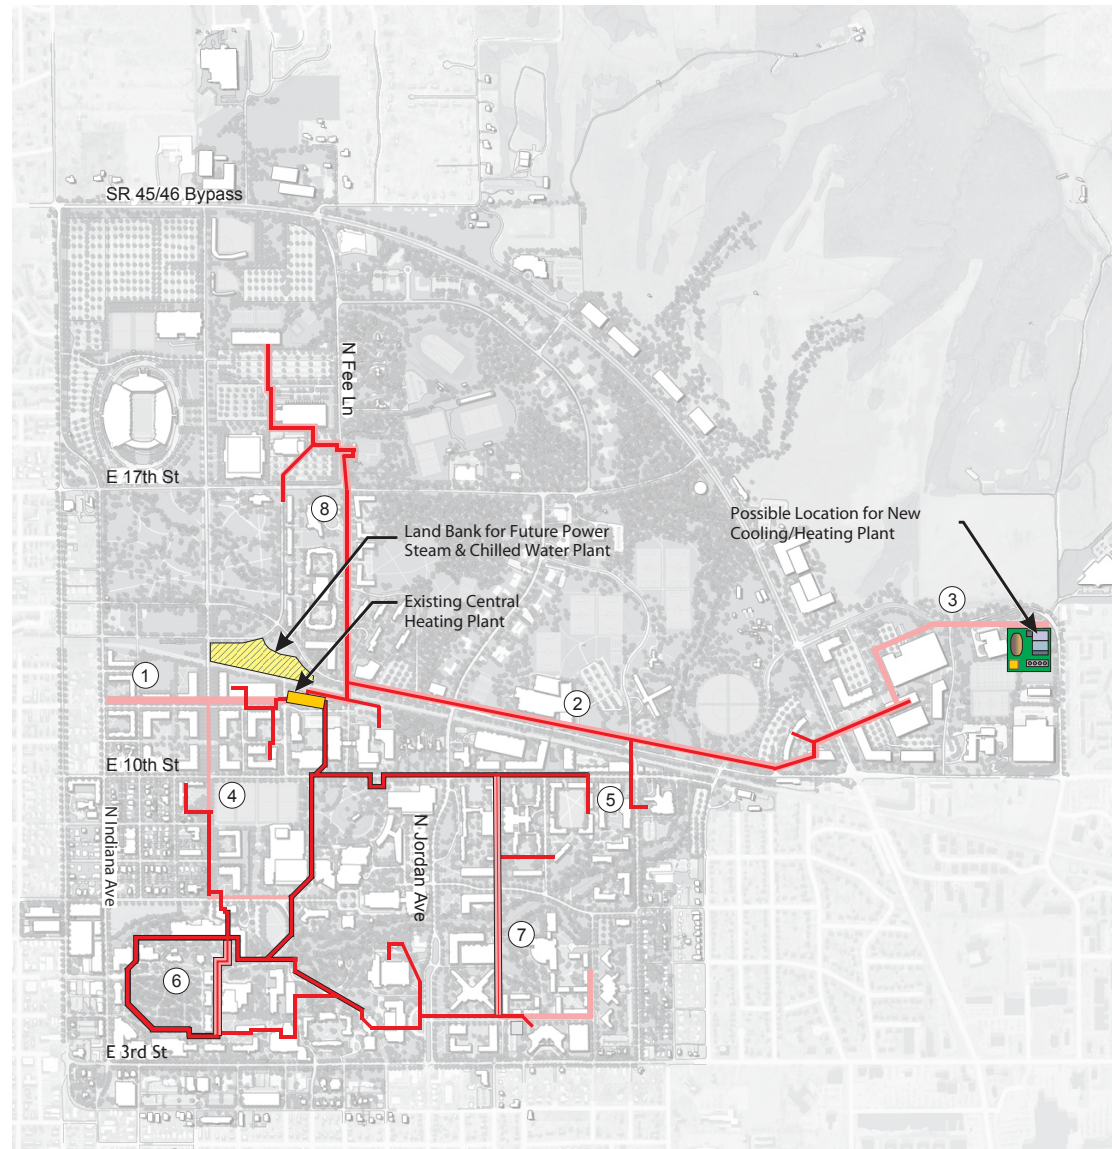 SR 45/46 Bypass
N Fee Ln
E 17th St
8
Land Bank for Future Power
Steam & Chilled Water Plant
Possible Location for New
Cooling/Heating Plant
Existing Central
Heating Plant
3
1
2
E 10th St
4
5
N Indiana Ave
N Jordan Ave
7
6
E 3rd St